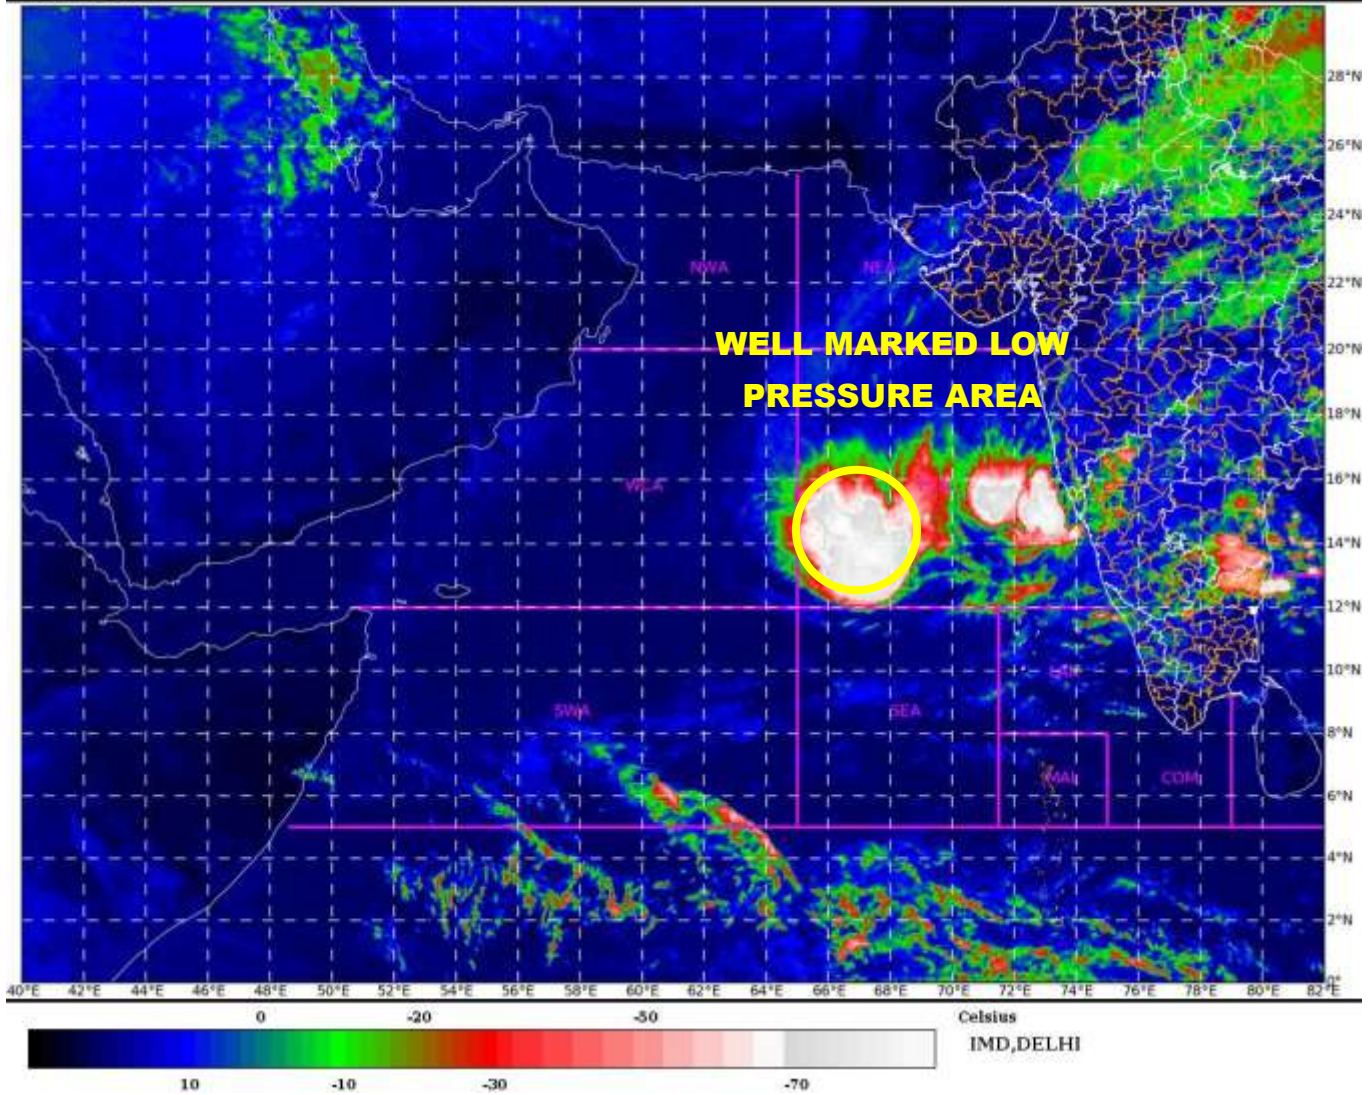 28°N
26°N
24°N
NWA NEA
22°N
WELL MARKED LOW
20°N
PRESSURE AREA
18°N
16°N
WCA
14°N
12°N
10°N
SWA SEA
8°N
MAL COM
6°N
4°N
2°N
0°
40°E 42°E 44°E 46°E 48°E 50°E 52°E 54°E 56°E 58°E 60°E 62°E 64°E 66°E 68°E 70°E 72°E 74°E 76°E 78°E 80°E 82°E
0 -20 -50 Celsius
IMD,DELHI
10 -10 -30 -70